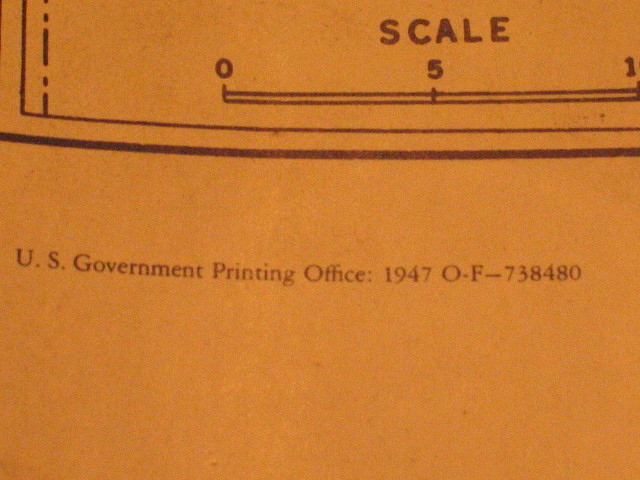 SCALE
0 5
U. S. Government Printing Office: 1947 O-F—738480